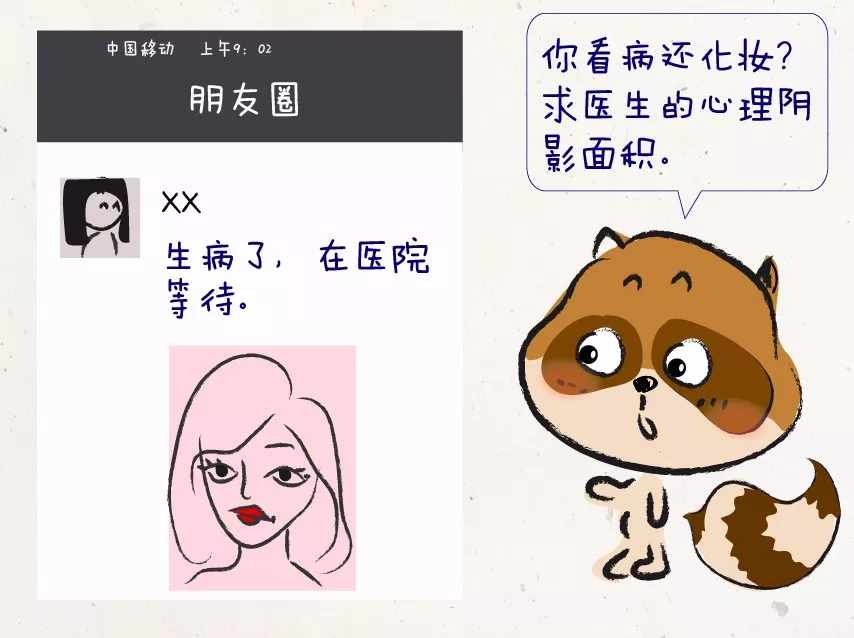 中国移动 上午9：02
朋友圈
XX
生病了， 在医院
等待。
你看病还化妆？
求医生的心理阴
影面积。